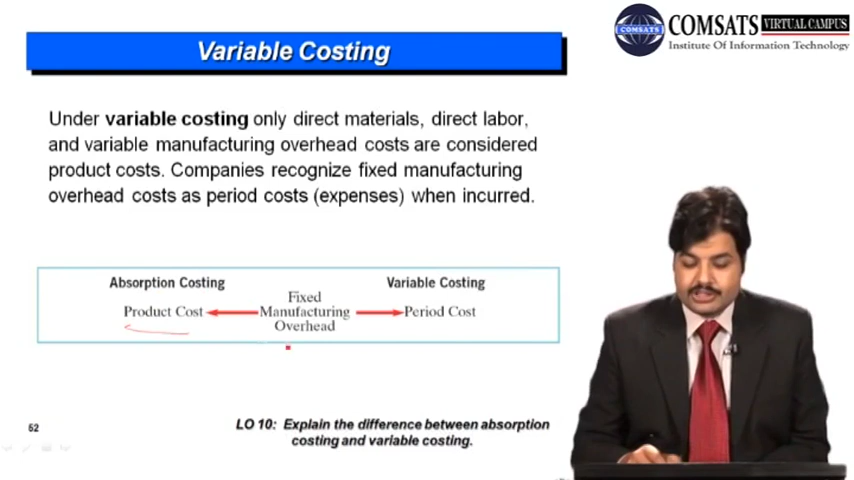 COMSATS VIRTUAL CAMPUS
COMSATS
Institute Of Information Technology
Variable Costing
Under variable costing only direct materials, direct labor,
and variable manufacturing overhead costs are considered
product costs. Companies recognize fixed manufacturing
overhead costs as period costs (expenses) when incurred.
Absorption Costing
Variable Costing
Fixed
Product Cost
Manufacturing
Period Cost
Overhead
52
LO 10: Explain the difference between absorption
costing and variable costing.